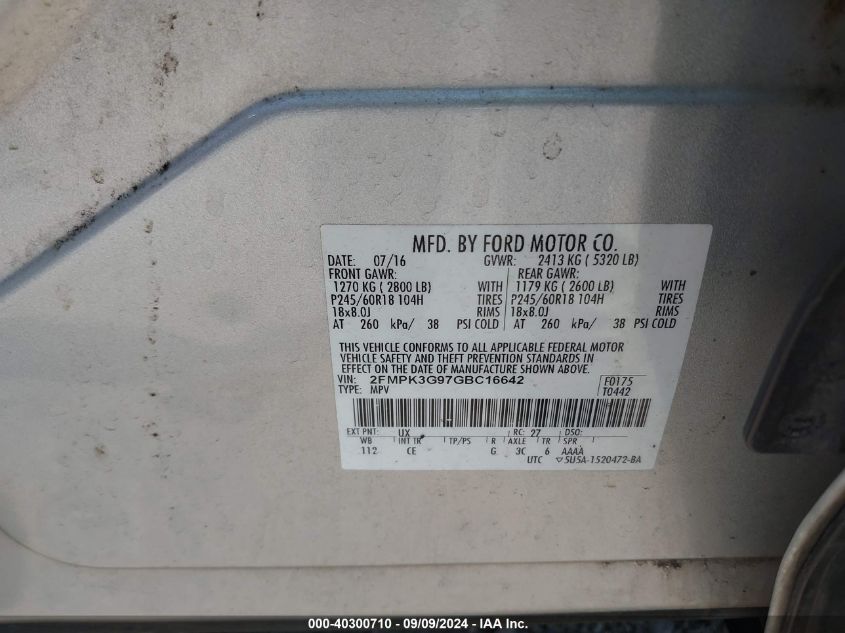 MFD. BY FORD MOTOR CO.
DATE: 07/16 GVWR: 2413 KG ( 5320 LB)
FRONT GAWR: REAR GAWR:
1270 KG ( 2800 LB) WITH 1179 KG ( 2600 LB) WITH
P245/60R18 104H TIRES P245/60R18 104H TIRES
18x8.0J RIMS 18x8.0J RIMS
AT 260 kPa/ 38 PSI COLD AT 260 kPa/ 38 PSI COLD
THIS VEHICLE CONFORMS TO ALL APPLICABLE FEDERAL MOTOR
VEHICLE SAFETY AND THEFT PREVENTION STANDARDS IN
EFFECT ON THE DATE OF MANUFACTURE SHOWN ABOVE.
VIN: 2FMPK3G97GBC16642 F0175
TYPE: MPV T0442
EXT PNT: UX RC: 27 DSO:
WB INT TR TP/PS R AXLE TR SPR
112 CE G 3C 6 AAAA
UTC 5U5A-1520472-BA
000-40300710 - 09/09/2024 - IAA Inc.